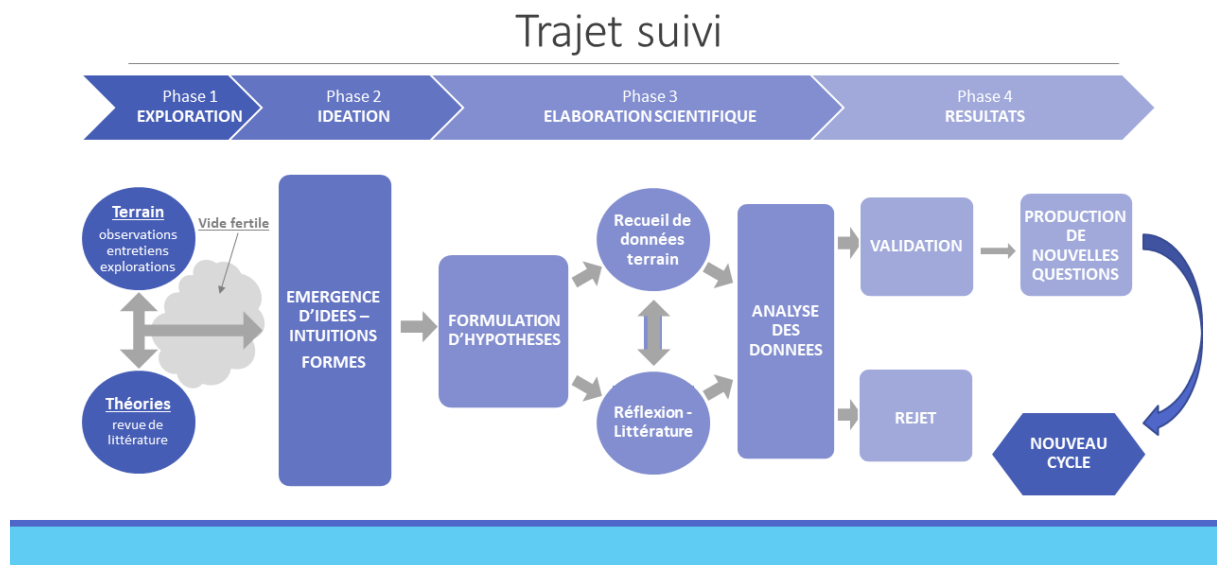 Trajet suivi
Phase 1
EXPLORATION
Phase 2
IDEATION
Phase 3
ELABORATION SCIENTIFIQUE
Phase 4
RESULTATS
Terrain
observations
entretiens
explorations
Vide fertile
Théories
revue de
littérature
EMERGENCE
D'IDEES –
INTUITIONS
FORMES
FORMULATION
D'HYPOTHESES
Recueil de
données
terrain
Réflexion -
Littérature
ANALYSE
DES
DONNEES
VALIDATION
REJET
PRODUCTION
DE
NOUVELLES
QUESTIONS
NOUVEAU
CYCLE